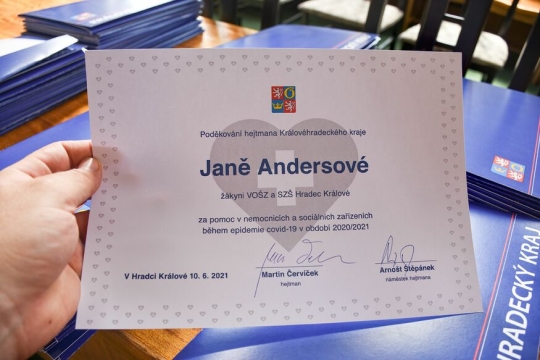 Poděkování hejtmana Královéhradeckého kraje
Janě Andersové
žákyni VOŠZ a SZŠ Hradec Králové
za pomoc v nemocnicích a sociálních zařízeních
během epidemie covid-19 v období 2020/2021
V Hradci Králové 10. 6. 2021
Martin Červíček
hejtman
Arnošt Štěpánek
náměstek hejtmana
HRADECKÝ KRAJ